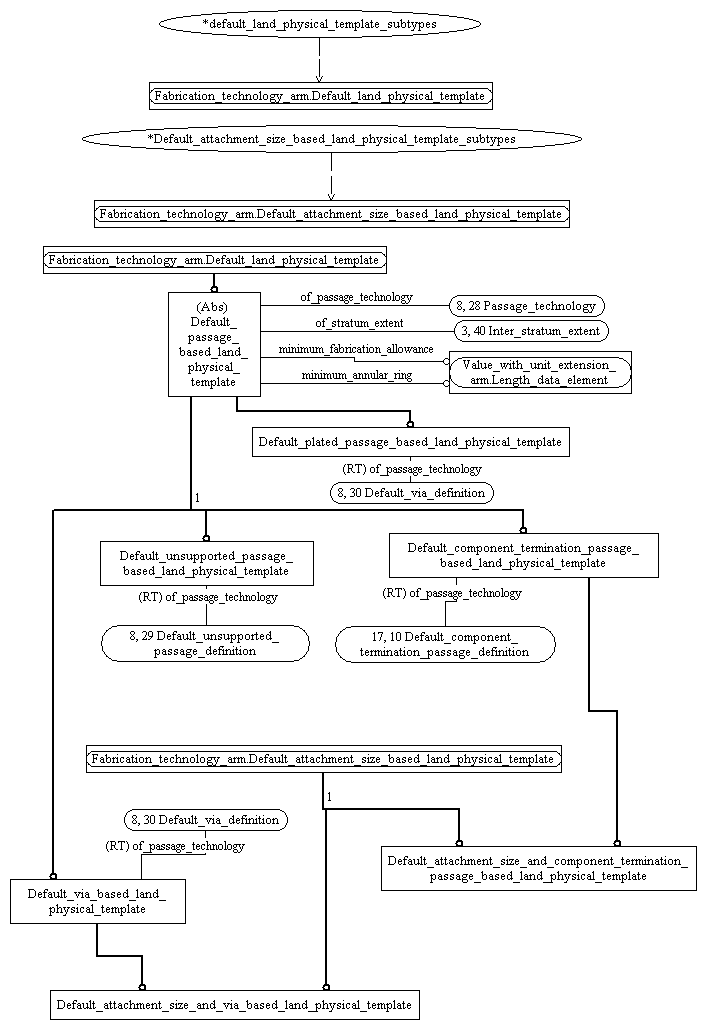 *default_land_physical_template_subtypes
Fabrication_technology_arm.Default_land_physical_template
*Default_attachment_size_based_land_physical_template_subtypes
Fabrication_technology_arm.Default_attachment_size_based_land_physical_template
Fabrication_technology_arm.Default_land_physical_template
(Abs)
Default_
passage_
based_land_
physical_
template
of_passage_technology
8, 28 Passage_technology
of_stratum_extent
3, 40 Inter_stratum_extent
minimum_fabrication_allowance
minimum_annular_ring
Value_with_unit_extension_
arm.Length_data_element
Default_plated_passage_based_land_physical_template
(RT) of_passage_technology
8, 30 Default_via_definition
1
Default_unsupported_passage_
based_land_physical_template
(RT) of_passage_technology
8, 29 Default_unsupported_
passage_definition
Default_component_termination_passage_
based_land_physical_template
(RT) of_passage_technology
17, 10 Default_component_
termination_passage_definition
Fabrication_technology_arm.Default_attachment_size_based_land_physical_template
1
8, 30 Default_via_definition
(RT) of_passage_technology
Default_attachment_size_and_component_termination_
passage_based_land_physical_template
Default_via_based_land_
physical_template
Default_attachment_size_and_via_based_land_physical_template